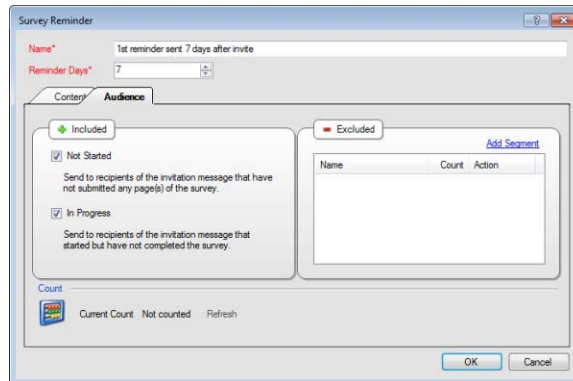 Survey Reminder
Name*
1st reminder sent 7 days after invite
Reminder Days*
7
Content
Audience
Included
Not Started
Send to recipients of the invitation message that have
not submitted any page(s) of the survey.
In Progress
Send to recipients of the invitation message that
started but have not completed the survey.
Excluded
Add Segment
Name Count Action
Count
Current Count Not counted Refresh
OK Cancel